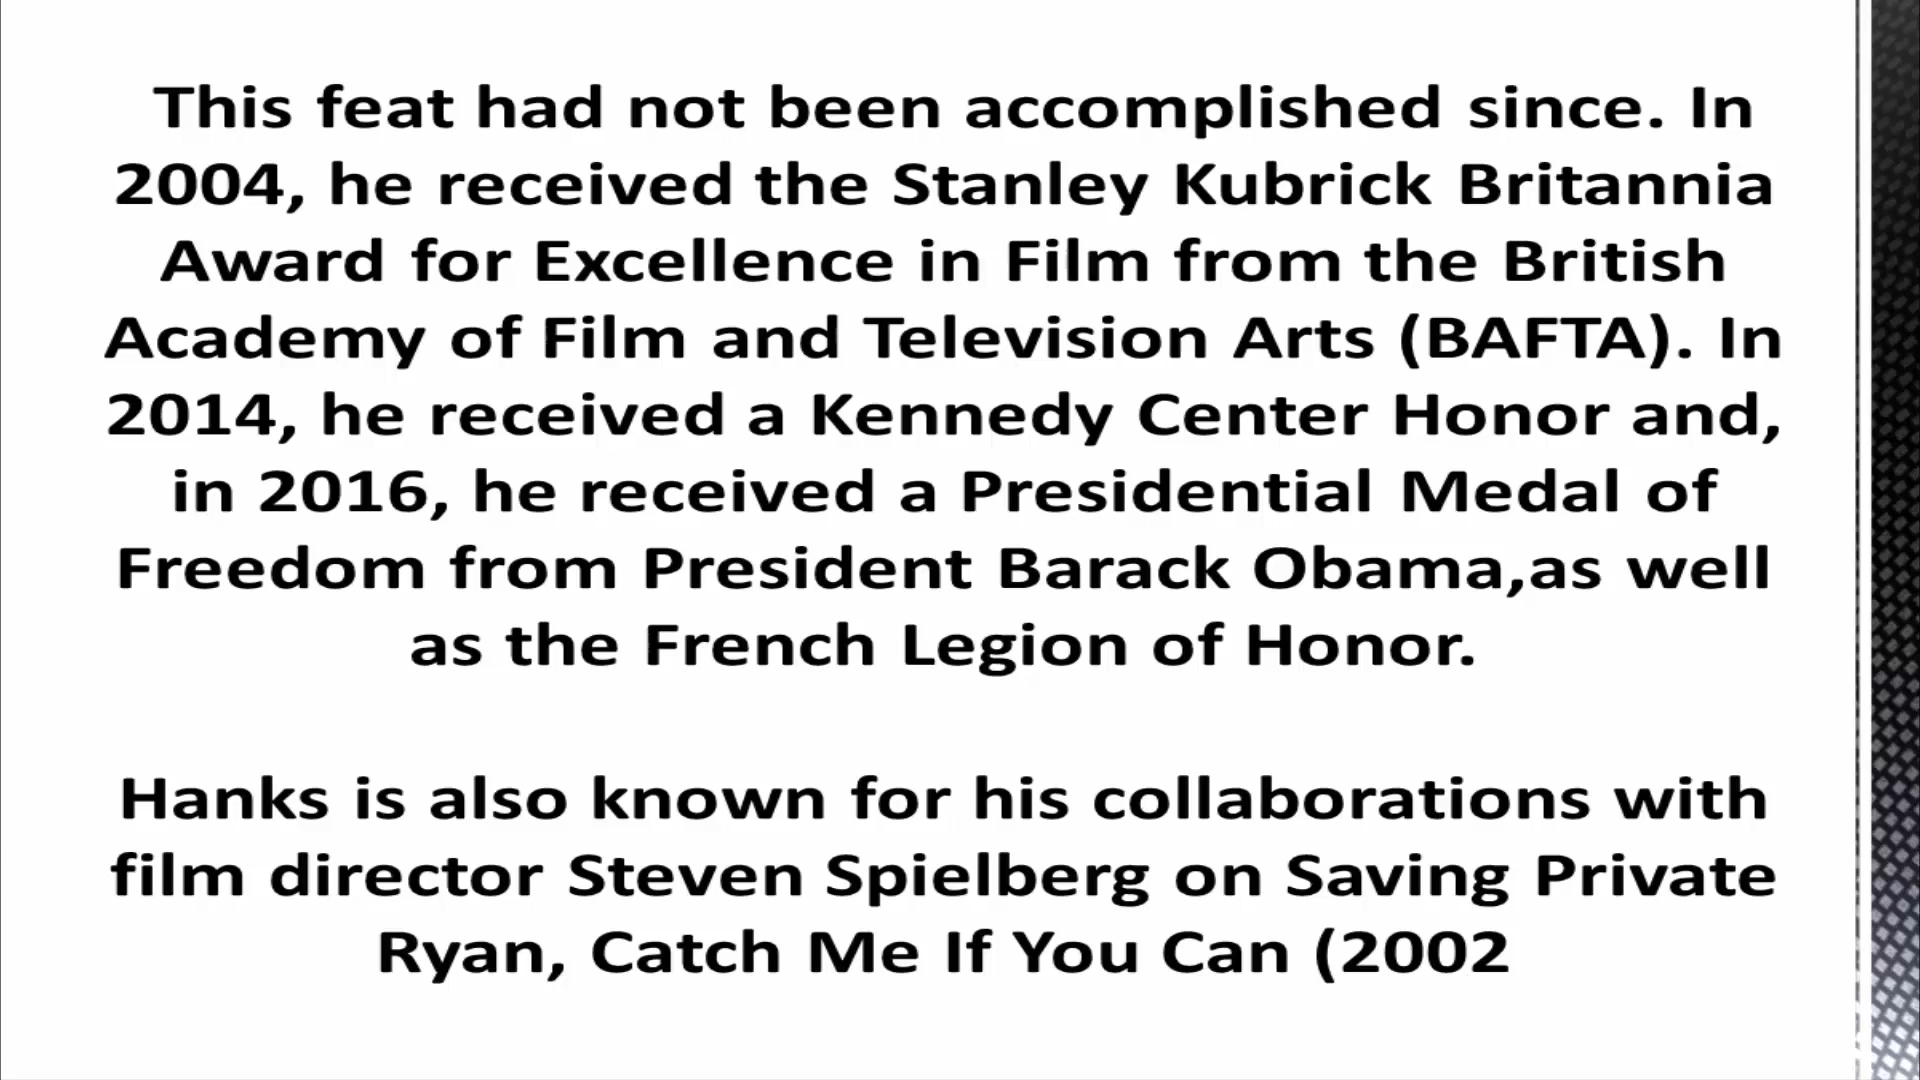 This feat had not been accomplished since. In
2004, he received the Stanley Kubrick Britannia
Award for Excellence in Film from the British
Academy of Film and Television Arts (BAFTA). In
2014, he received a Kennedy Center Honor and,
in 2016, he received a Presidential Medal of
Freedom from President Barack Obama,as well
as the French Legion of Honor.
Hanks is also known for his collaborations with
film director Steven Spielberg on Saving Private
Ryan, Catch Me If You Can (2002